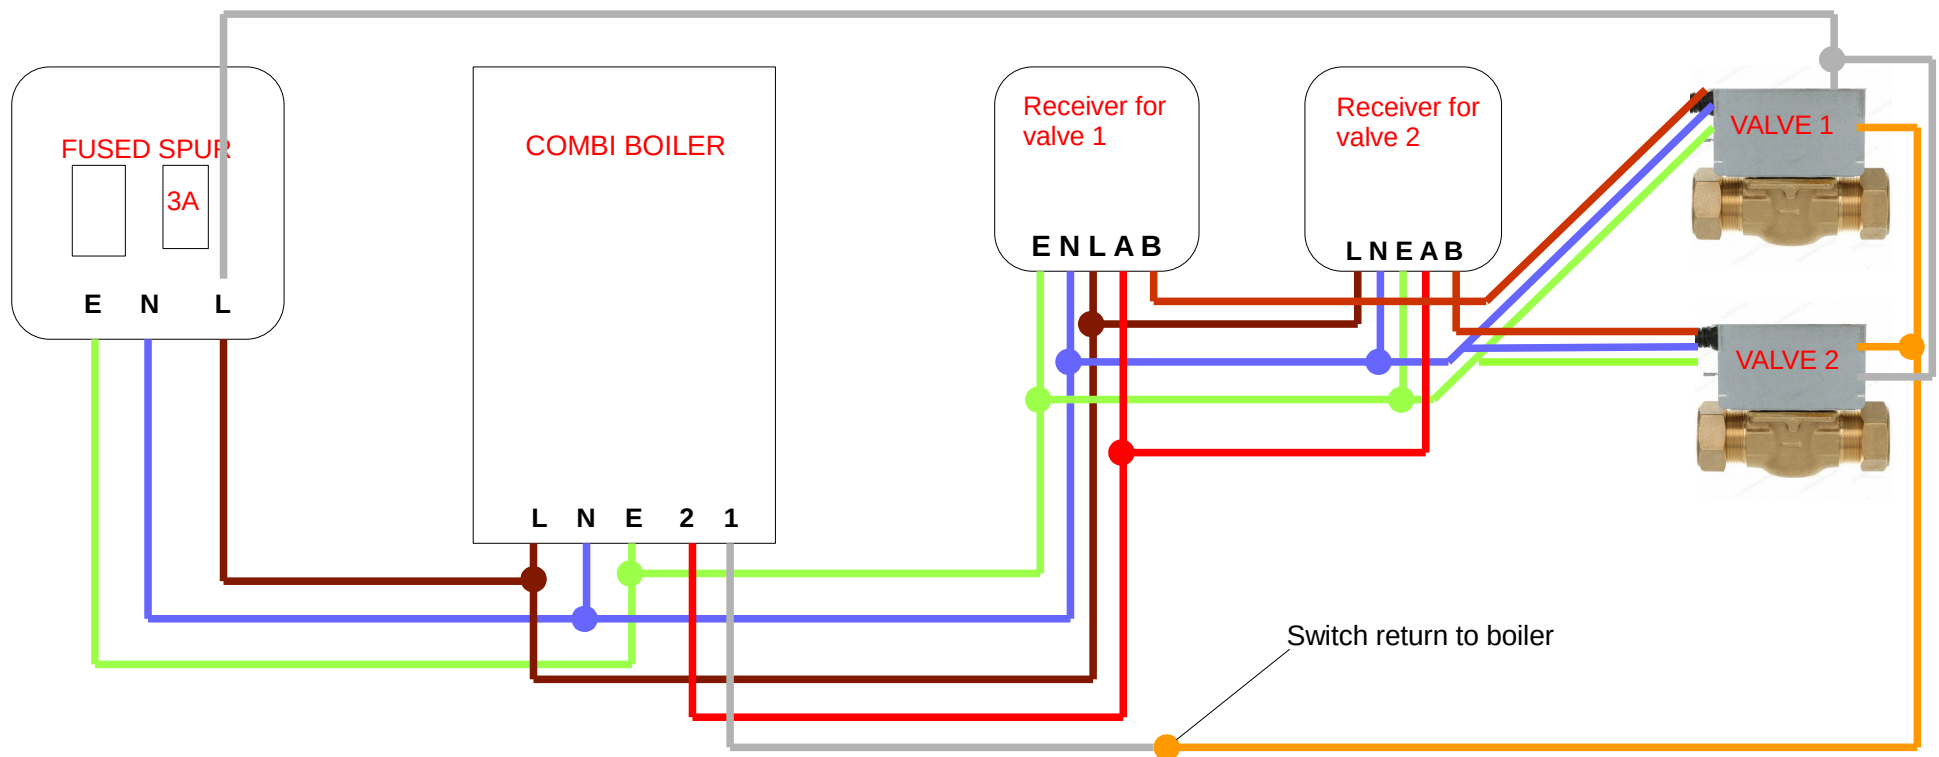 FUSED SPUR
3A
E N L
COMBI BOILER
L N E 2 1
Receiver for
valve 1
E N L A B
Receiver for
valve 2
L N E A B
VALVE 1
VALVE 2
Switch return to boiler